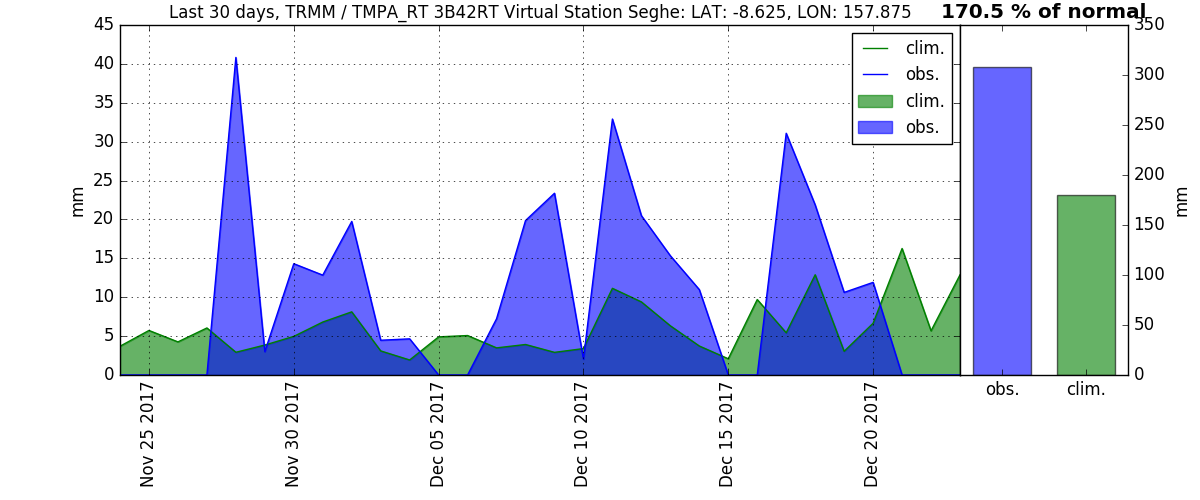 Last 30 days, TRMM / TMPA_RT 3B42RT Virtual Station Seghe: LAT: -8.625, LON: 157.875
170.5 % of normal
45
40
35
30
25
20
15
10
5
0
mm
clim.
obs.
clim.
obs.
Nov 25 2017
Nov 30 2017
Dec 05 2017
Dec 10 2017
Dec 15 2017
Dec 20 2017
350
300
250
200
150
100
50
0
mm
obs.
clim.